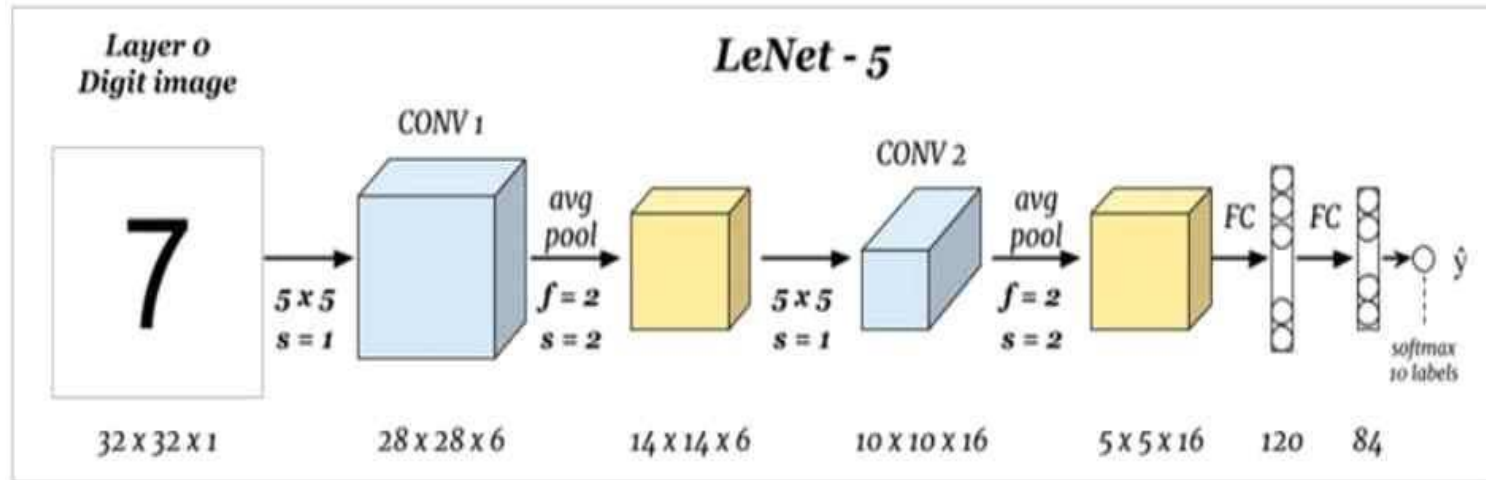 Layer 0
Digit image
LeNet - 5
CONV 1
CONV 2
7
avg
pool
avg
pool
FC
FC
ŷ
5 x 5
s = 1
f = 2
s = 2
5 x 5
s = 1
f = 2
s = 2
softmax
10 labels
32 x 32 x 1
28 x 28 x 6
14 x 14 x 6
10 x 10 x 16
5 x 5 x 16
120
84